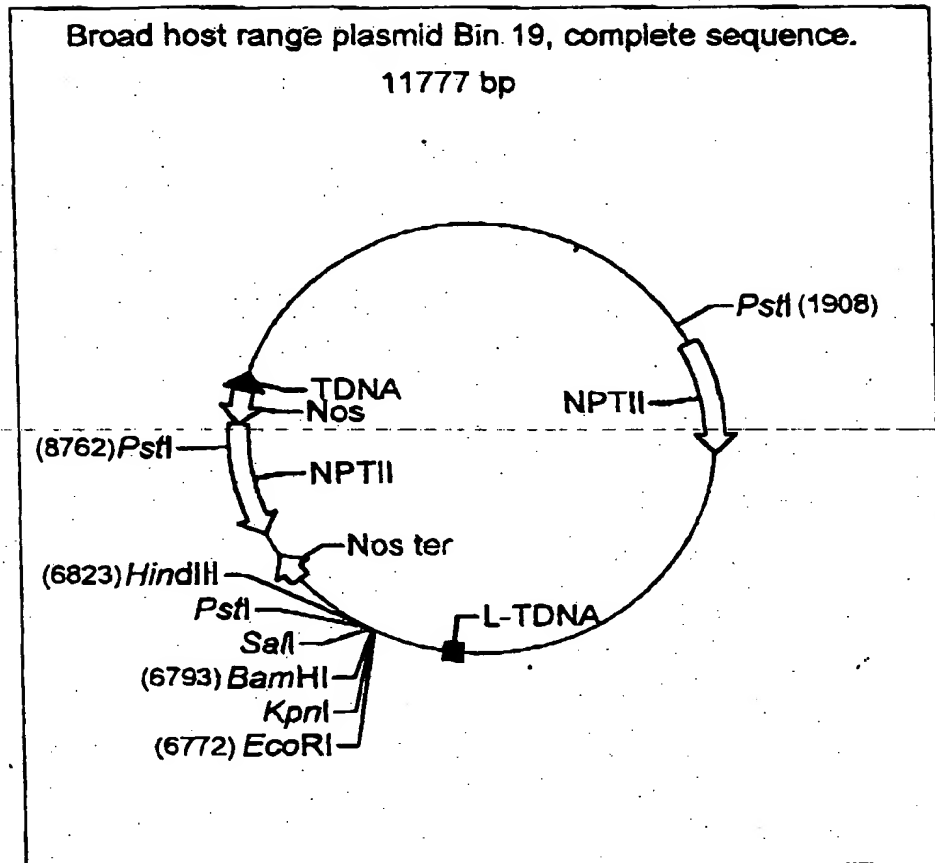 Broad host range plasmid Bin 19, complete sequence.
11777 bp
PstI (1908)
NPTII
TDNA
Nos
(8762) PstI
NPTII
Nos ter
(6823) HindIII
PstI
SalI
(6793) BamHI
KpnI
(6772) EcoRI
L-TDNA